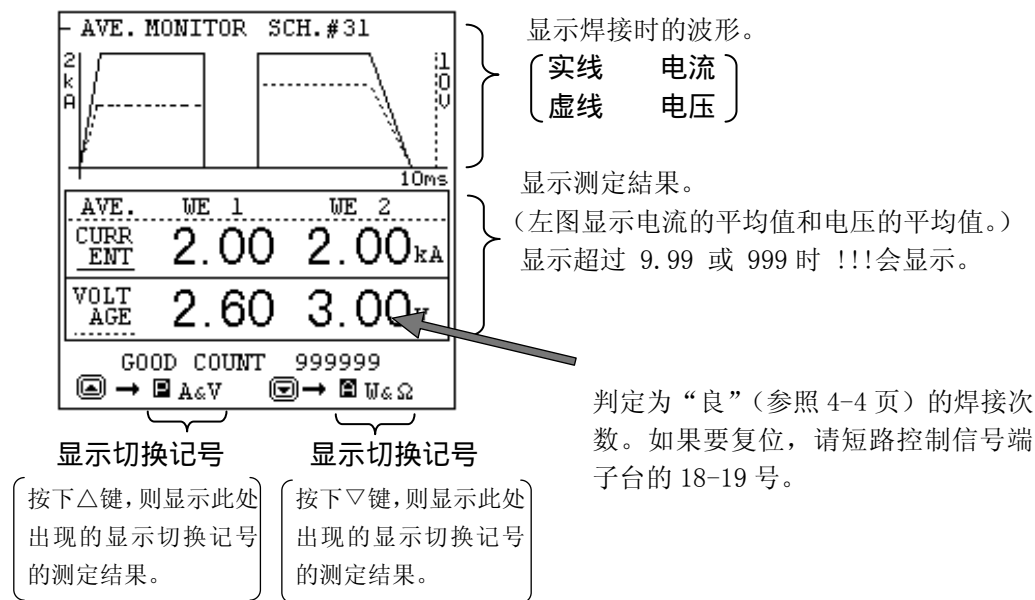 AVE. MONITOR SCH.#31
2kA
10V
10ms
AVE. WE 1 WE 2
CURRENT 2.00 2.00kA
VOLTAGE 2.60 3.00
GOOD COUNT 999999
▲ → P A&V ▼ → A W&Ω
显示焊接时的波形。
实线 电流
虚线 电压
显示测定結果。
（左图显示电流的平均值和电压的平均值。）
显示超过 9.99 或 999 时 !!!会显示。
判定为“良”（参照 4-4 页）的焊接次
数。如果要复位，请短路控制信号端
子台的 18-19 号。
显示切换记号
按下△键，则显示此处
出现的显示切换记号
的测定结果。
显示切换记号
按下▽键，则显示此处
出现的显示切换记号
的测定结果。